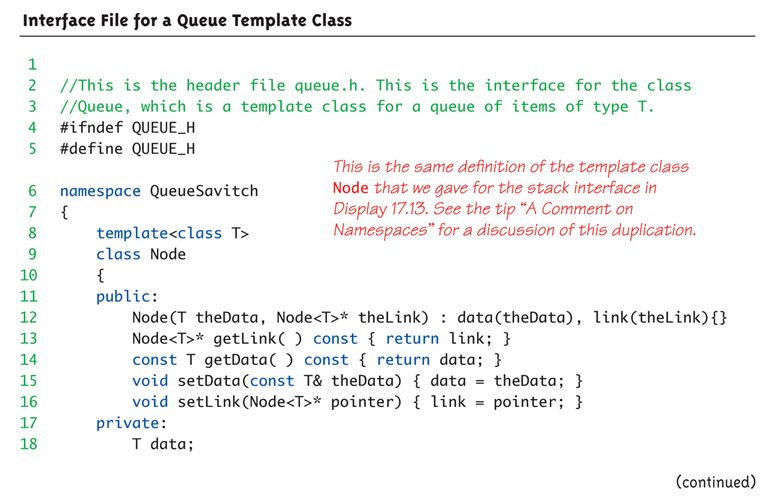 Interface File for a Queue Template Class
1
2 //This is the header file queue.h. This is the interface for the class
3 //Queue, which is a template class for a queue of items of type T.
4 #ifndef QUEUE_H
5 #define QUEUE_H
This is the same definition of the template class
Node that we gave for the stack interface in
Display 17.13. See the tip “A Comment on
Namespaces” for a discussion of this duplication.
6 namespace QueueSavitch
7 {
8 template<class T>
9 class Node
10 {
11 public:
12 Node(T theData, Node<T>* theLink) : data(theData), link(theLink){}
13 Node<T>* getLink( ) const { return link; }
14 const T getData( ) const { return data; }
15 void setData(const T& theData) { data = theData; }
16 void setLink(Node<T>* pointer) { link = pointer; }
17 private:
18 T data;
(continued)